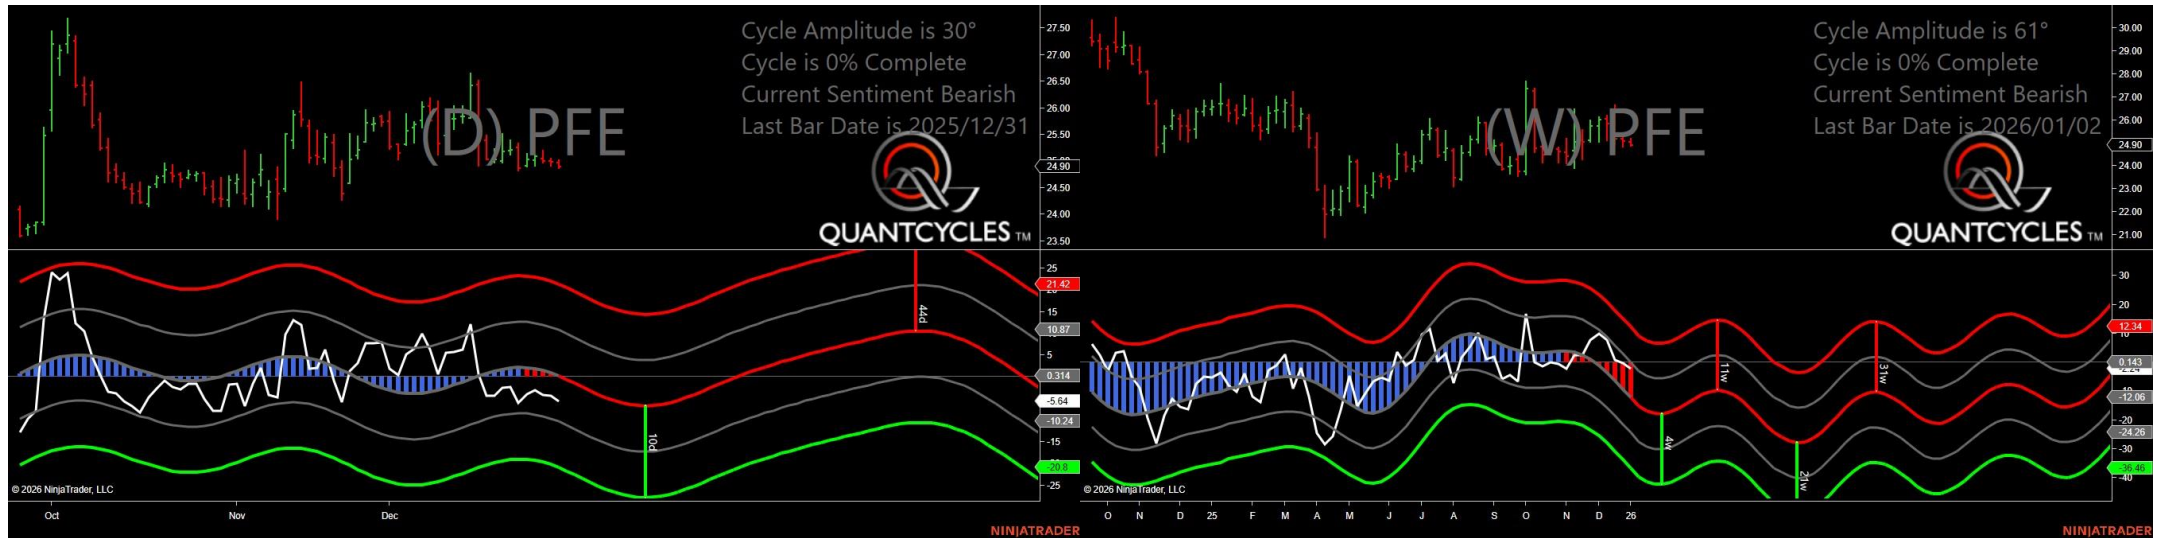 Cycle Amplitude is 30°
Cycle is 0% Complete
Current Sentiment Bearish
Last Bar Date is 2025/12/31
(D) PFE
QUANTCYCLES TM
27.50
27.00
26.50
26.00
25.50
24.90
24.50
24.00
23.50
25
21.42
15
10.87
5
0.314
-5.64
-10.24
-15
-20.8
-25
44d
10d
© 2026 NinjaTrader, LLC
Oct Nov Dec
NINJATRADER
Cycle Amplitude is 61°
Cycle is 0% Complete
Current Sentiment Bearish
Last Bar Date is 2026/01/02
(W) PFE
QUANTCYCLES TM
30.00
29.00
28.00
27.00
26.00
24.90
24.00
23.00
22.00
21.00
30
20
12.34
0.143
-2.24
-12.06
-20
-24.26
-30
-36.46
-40
11w
31w
4w
21w
© 2026 NinjaTrader, LLC
O N D 25 F M A M J J A S O N D 26
NINJATRADER